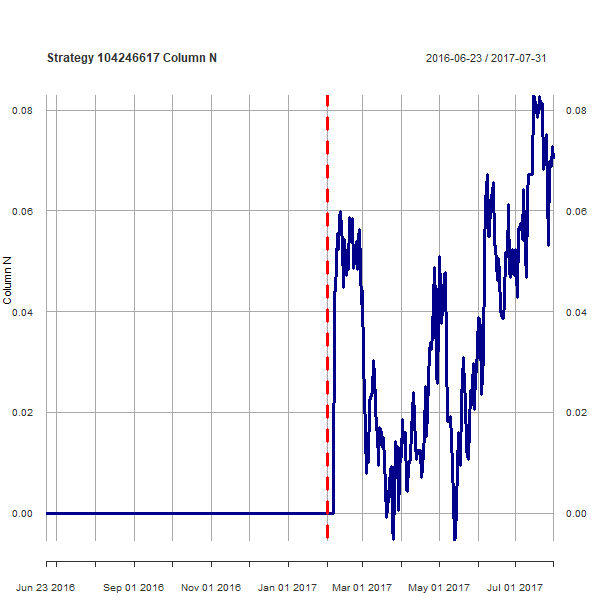 Strategy 104246617 Column N
2016-06-23 / 2017-07-31
0.08
0.08
0.06
0.06
0.04
0.04
0.02
0.02
0.00
0.00
Column N
Jun 23 2016
Sep 01 2016
Nov 01 2016
Jan 01 2017
Mar 01 2017
May 01 2017
Jul 01 2017